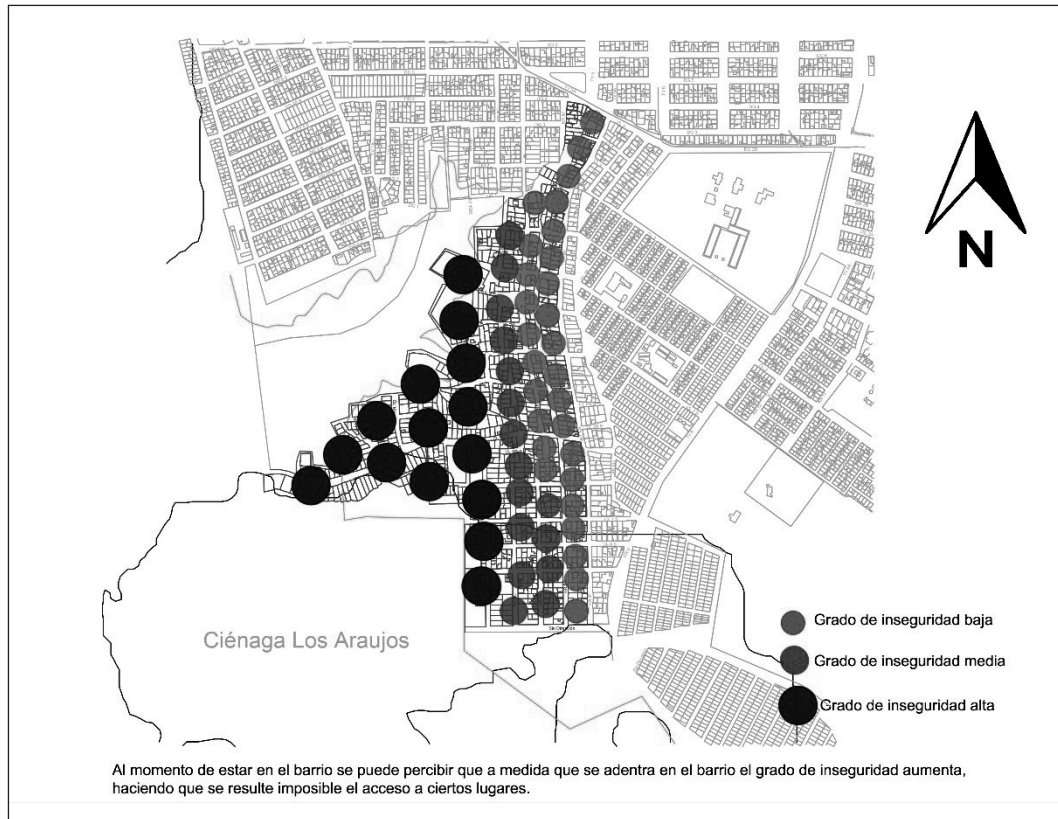 N
Ciénaga Los Araujos
Grado de inseguridad baja
Grado de inseguridad media
Grado de inseguridad alta
Al momento de estar en el barrio se puede percibir que a medida que se adentra en el barrio el grado de inseguridad aumenta,
haciendo que se resulte imposible el acceso a ciertos lugares.